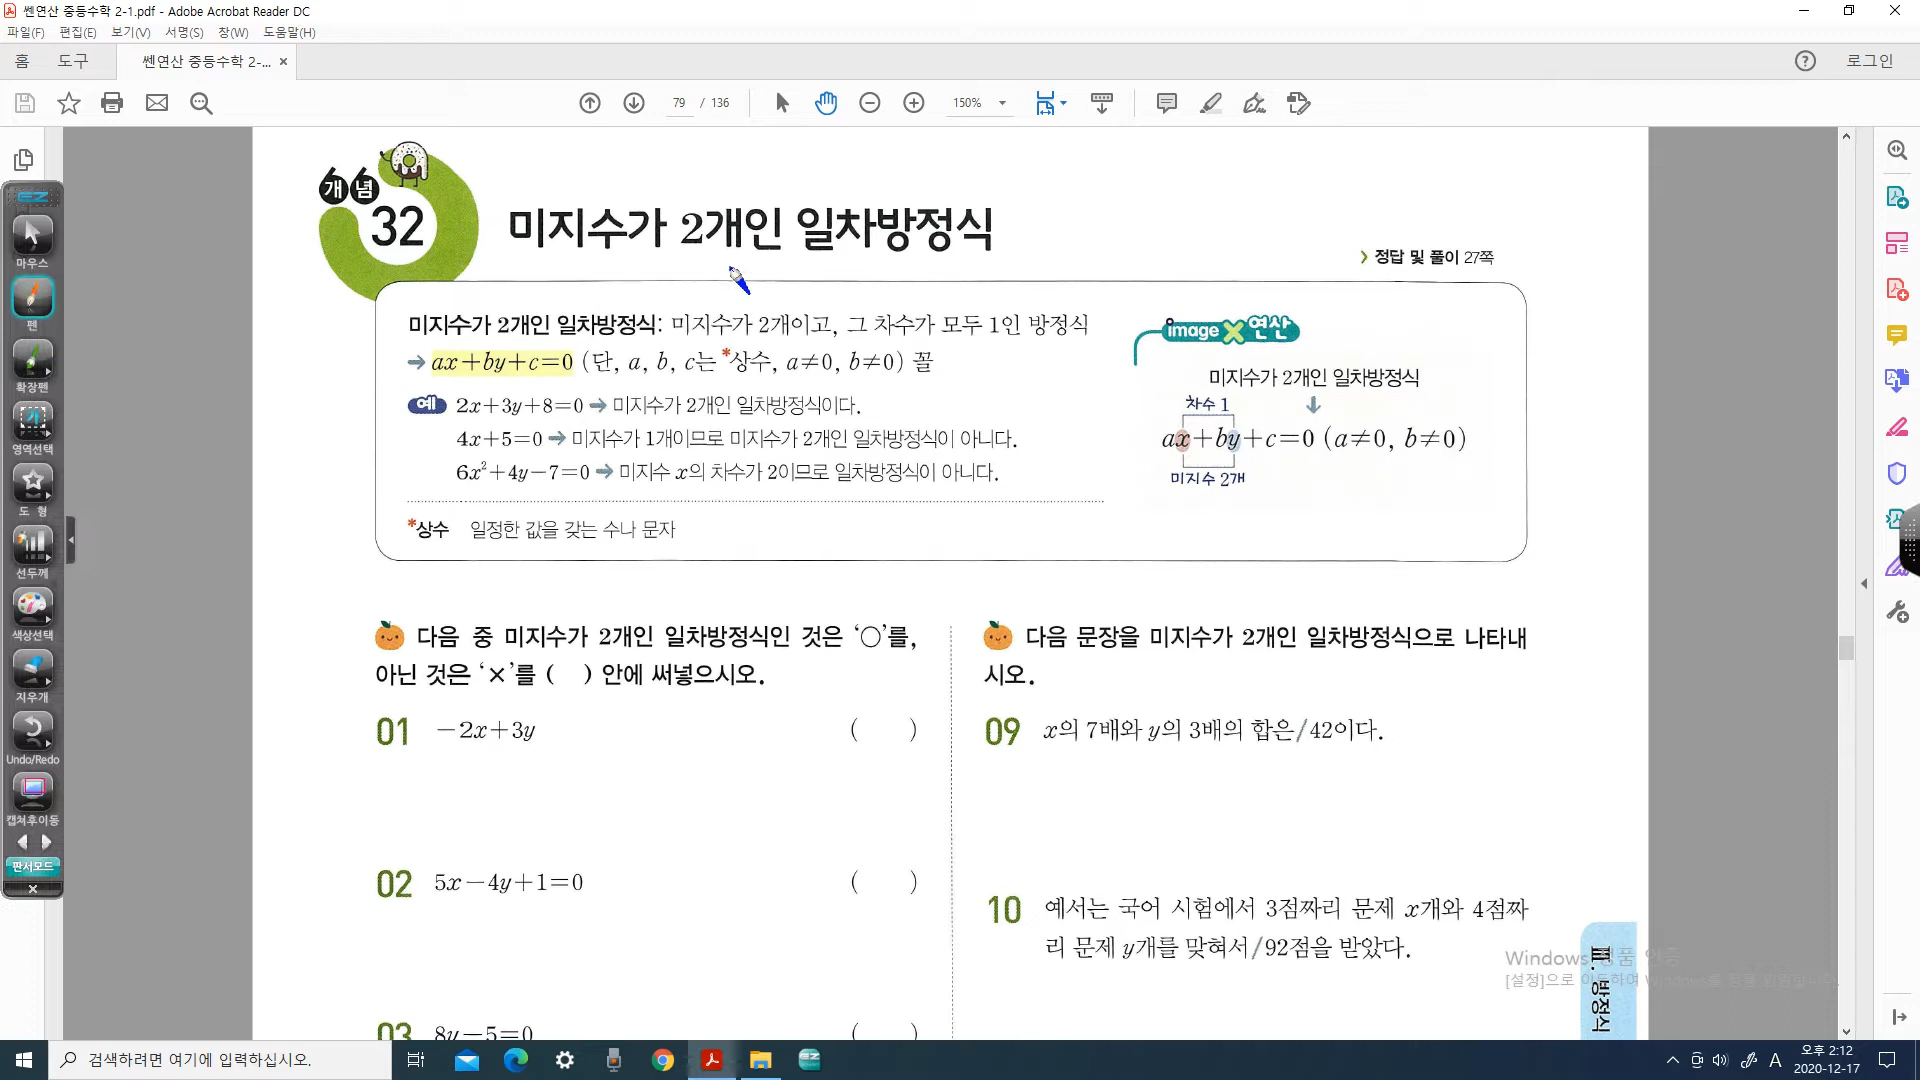 쎈연산 중등수학 2-1.pdf - Adobe Acrobat Reader DC
파일(F) 편집(E) 보기(V) 서명(S) 창(W) 도움말(H)
홈 도구 쎈연산 중등수학 2-... × 로그인
79 / 136 150%
개념
32
미지수가 2개인 일차방정식
정답 및 풀이 27쪽
미지수가 2개인 일차방정식: 미지수가 2개이고, 그 차수가 모두 1인 방정식
➔ ax+by+c=0 (단, a, b, c는 *상수, a≠0, b≠0) 꼴
예 2x+3y+8=0 ➔ 미지수가 2개인 일차방정식이다.
4x+5=0 ➔ 미지수가 1개이므로 미지수가 2개인 일차방정식이 아니다.
6x²+4y-7=0 ➔ 미지수 x의 차수가 2이므로 일차방정식이 아니다.
*상수 일정한 값을 갖는 수나 문자
image X 연산
미지수가 2개인 일차방정식
차수 1
ax+by+c=0 (a≠0, b≠0)
미지수 2개
다음 중 미지수가 2개인 일차방정식인 것은 '○'를,
아닌 것은 '×'를 ( ) 안에 써넣으시오.
01 -2x+3y ( )
02 5x-4y+1=0 ( )
03 8y-5=0 ( )
다음 문장을 미지수가 2개인 일차방정식으로 나타내
시오.
09 x의 7배와 y의 3배의 합은/42이다.
10 예서는 국어 시험에서 3점짜리 문제 x개와 4점짜
리 문제 y개를 맞혀서/92점을 받았다.
Ⅲ. 방정식
Windows 정품 인증
EZ
마우스
펜
확장펜
영역선택
도 형
선두께
색상선택
지우개
Undo/Redo
캡쳐후이동
판서모드
×
검색하려면 여기에 입력하십시오.
A
오후 2:12
2020-12-17